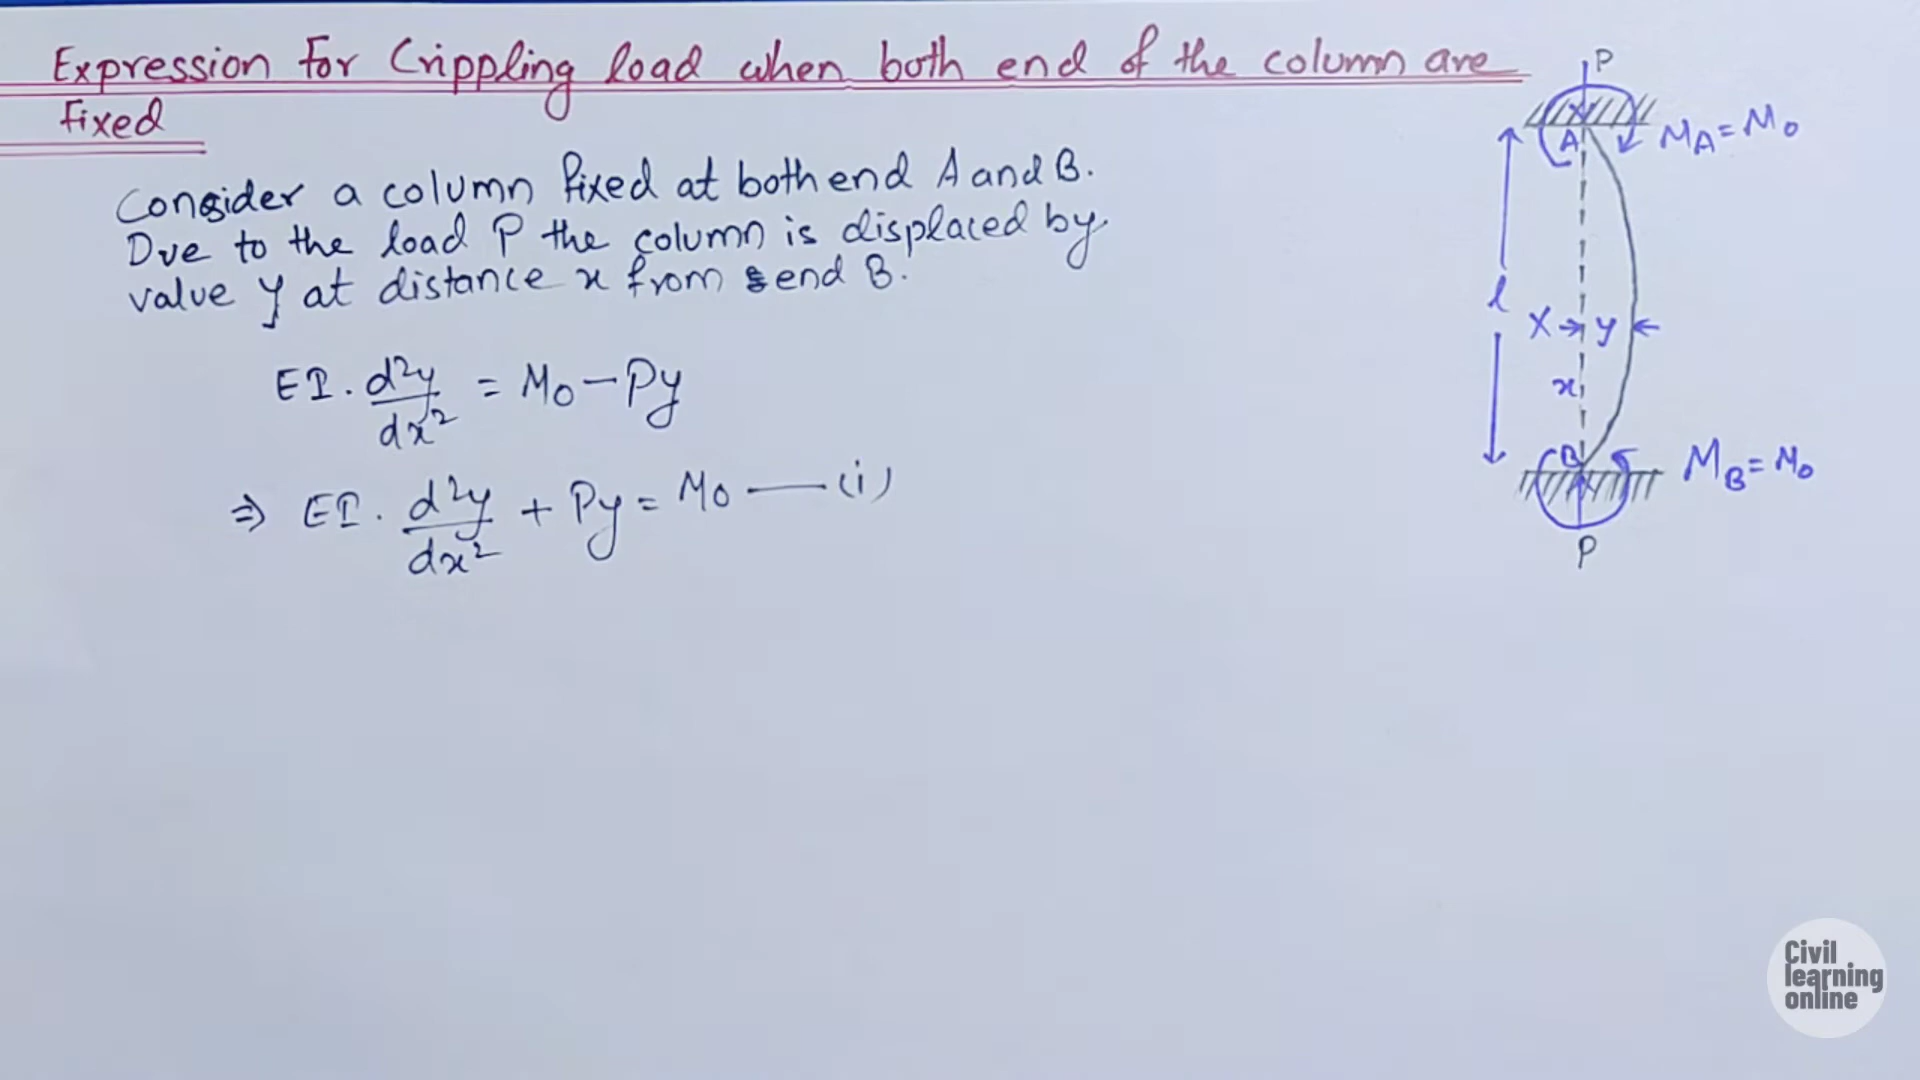 Expression for Crippling load when both end of the column are
fixed
Consider a column fixed at both end A and B.
Due to the load P the column is displaced by
value y at distance x from end B.
EI. d²y/dx² = M₀ − Py
⇒ EI. d²y/dx² + Py = M₀ — (i)
P
A
M_A = M₀
l
X → y ←
x
B
M_B = M₀
P
Civil
learning
online